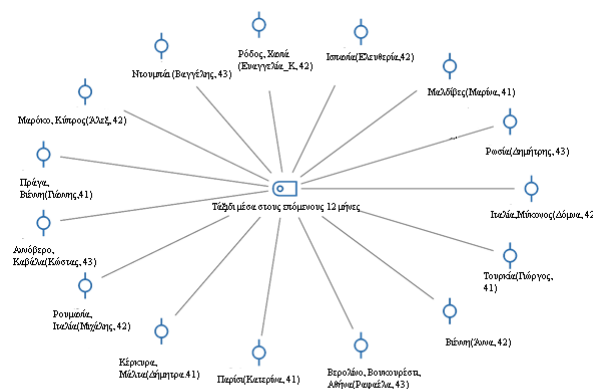 Ρόδος, Χανιά
(Ευαγγελία_Κ, 42)
Ισπανία(Ελευθερία,42)
Ντουμπάι (Βαγγέλης, 43)
Μαλδίβες(Μαρίνα, 41)
Μαρόκο, Κύπρος(Άλεξ, 42)
Ρωσία(Δημήτρης, 43)
Πράγα,
Βιέννη(Γιάννης, 41)
Τάξιδι μέσα στους επόμενους 12 μήνες
Ιταλία,Μύκονος(Δόμνα, 42
Αννόβερο,
Καβάλα(Κώστας, 43)
Τουρκία(Γιώργος,
41)
Ρουμανία,
Ιταλία(Μιχάλης, 42)
Βιέννη(Άννα, 42)
Κέρκυρα,
Μάλτα(Δήμητρα,41)
Παρίσι(Κατερίνα, 41)
Βερολίνο, Βουκουρέστι,
Αθήνα(Ραφαέλα, 43)